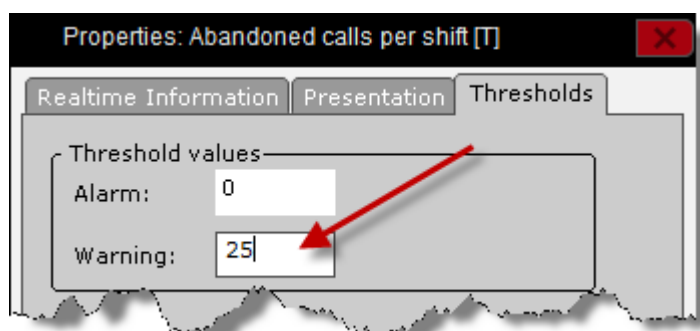 Properties: Abandoned calls per shift [T]
Realtime Information Presentation Thresholds
Threshold values
Alarm: 0
Warning: 25